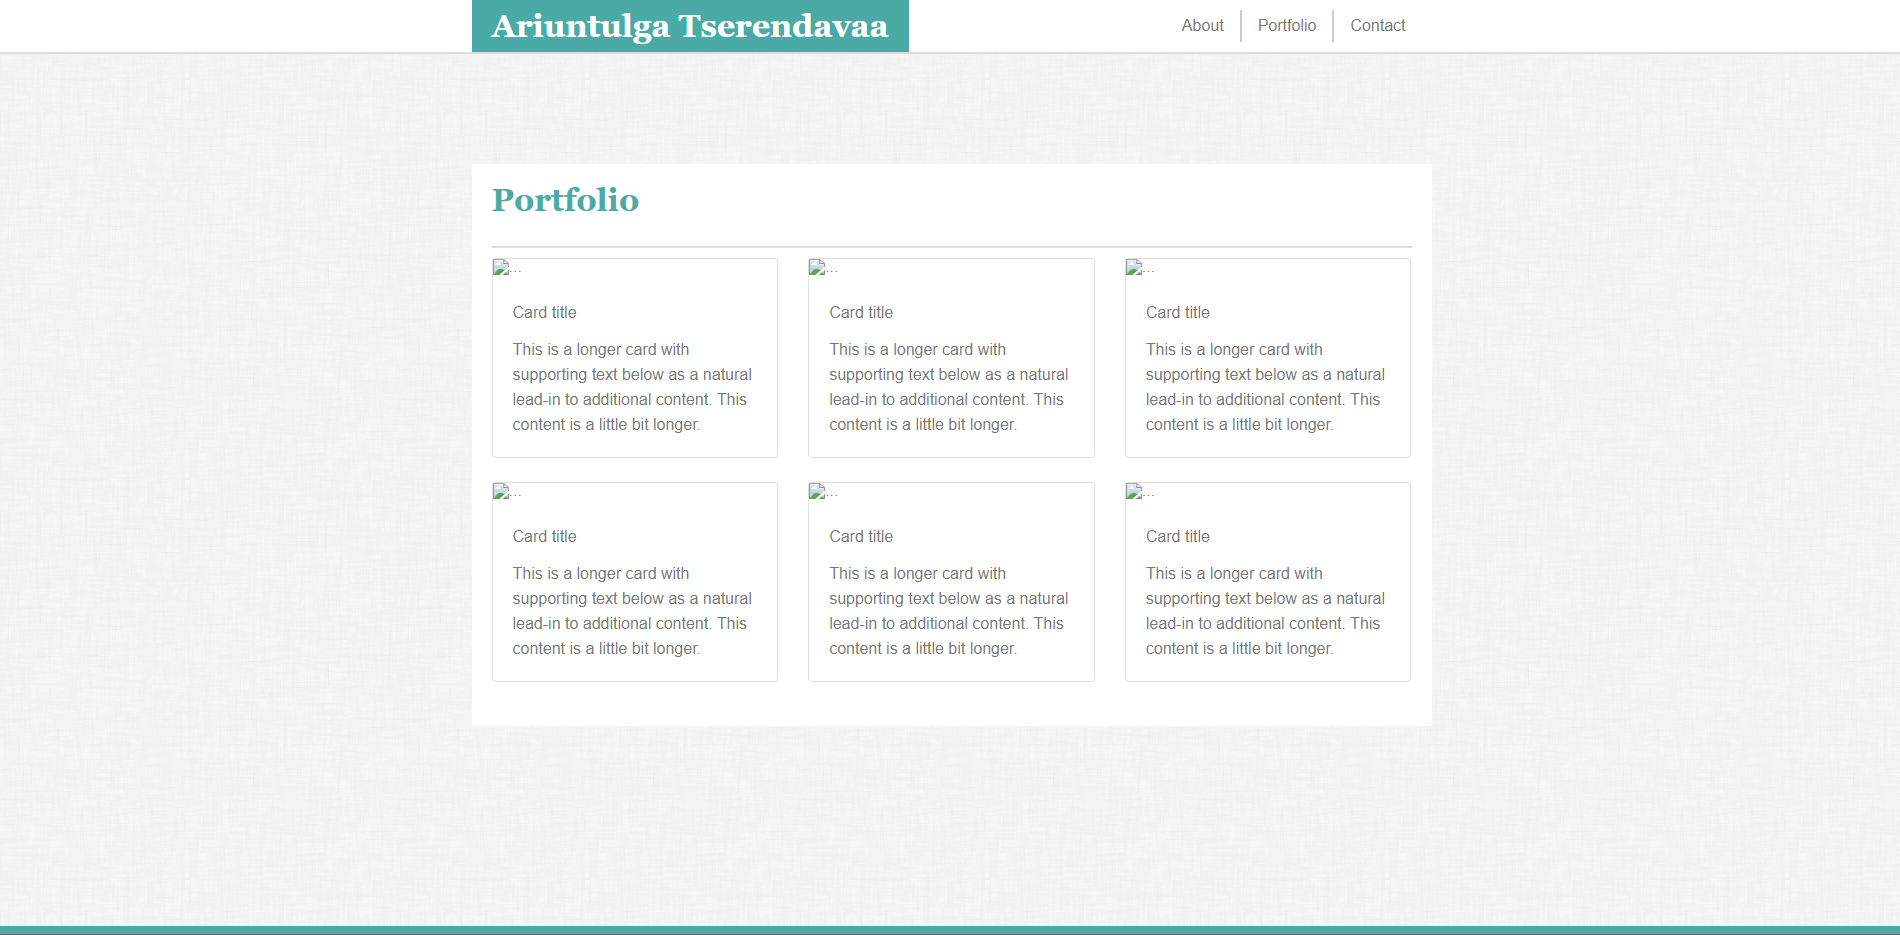 Ariuntulga Tserendavaa
About
Portfolio
Contact
Portfolio
...
Card title
This is a longer card with
supporting text below as a natural
lead-in to additional content. This
content is a little bit longer.
...
Card title
This is a longer card with
supporting text below as a natural
lead-in to additional content. This
content is a little bit longer.
...
Card title
This is a longer card with
supporting text below as a natural
lead-in to additional content. This
content is a little bit longer.
...
Card title
This is a longer card with
supporting text below as a natural
lead-in to additional content. This
content is a little bit longer.
...
Card title
This is a longer card with
supporting text below as a natural
lead-in to additional content. This
content is a little bit longer.
...
Card title
This is a longer card with
supporting text below as a natural
lead-in to additional content. This
content is a little bit longer.